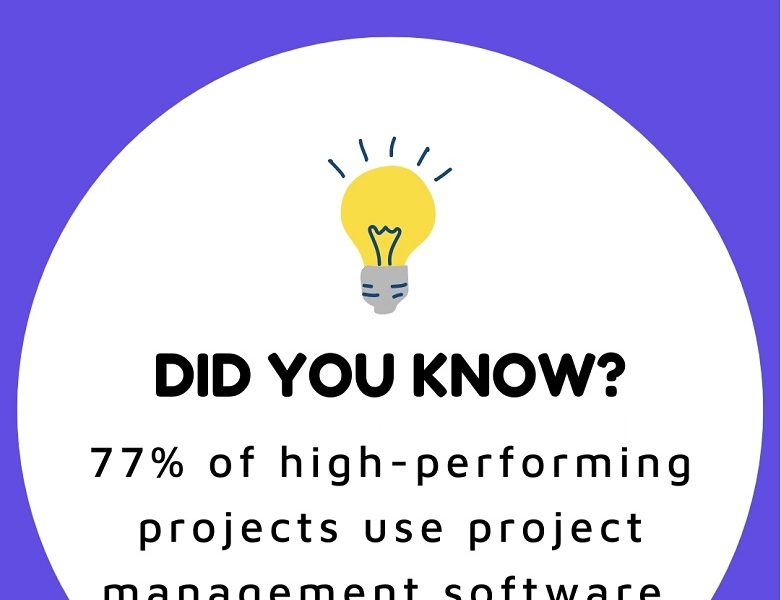 DID YOU KNOW?
77% of high-performing
projects use project
management software